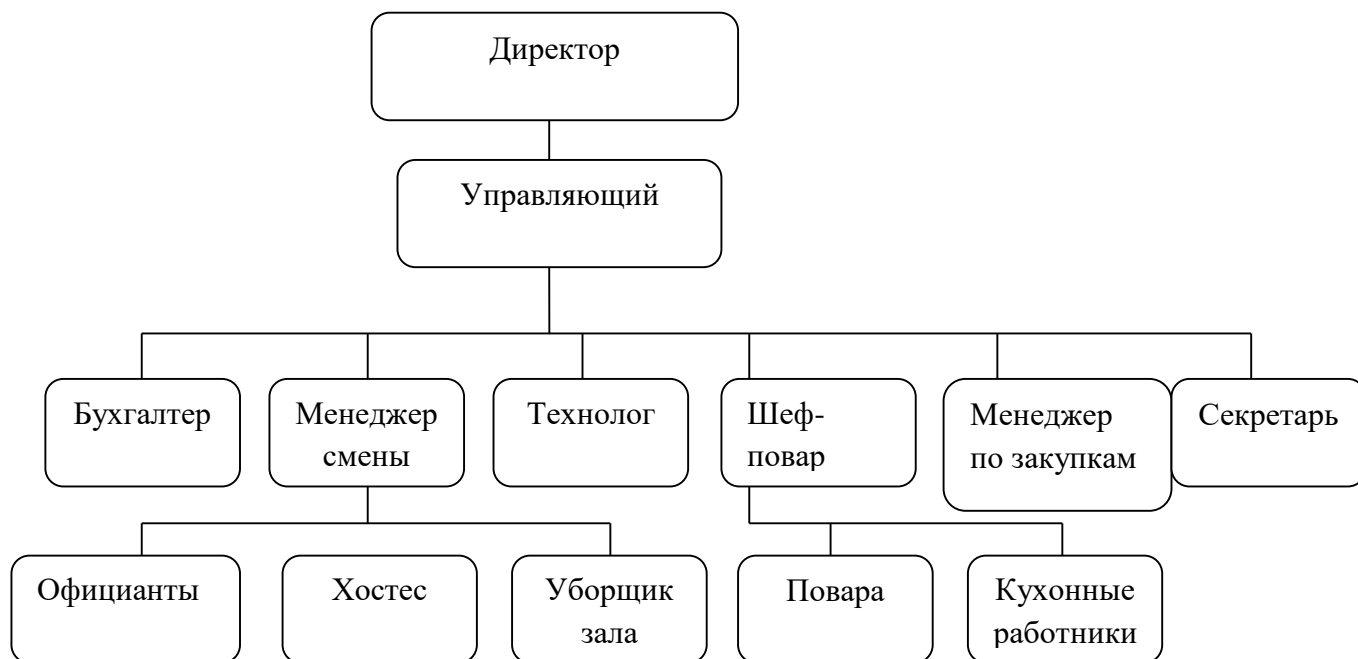 Директор
Управляющий
Бухгалтер
Менеджер
смены
Технолог
Шеф-
повар
Менеджер
по закупкам
Секретарь
Официанты
Хостес
Уборщик
зала
Повара
Кухонные
работники